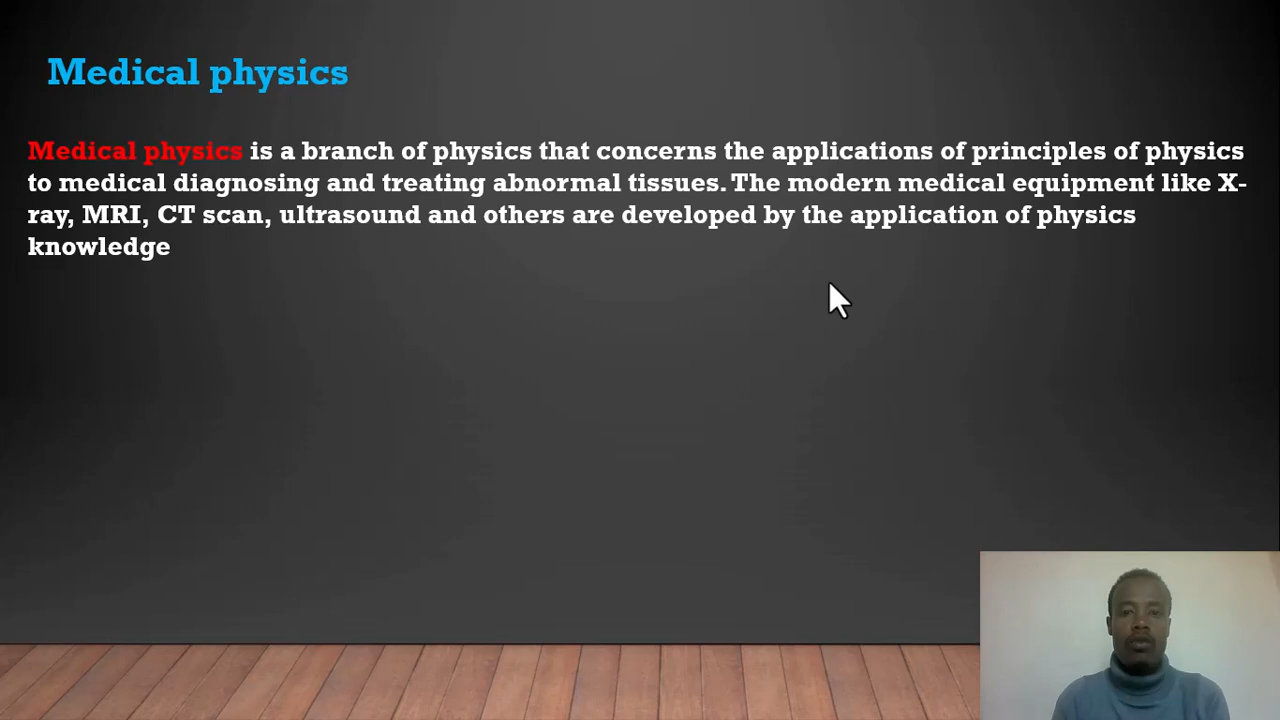 Medical physics
Medical physics is a branch of physics that concerns the applications of principles of physics
to medical diagnosing and treating abnormal tissues. The modern medical equipment like X-
ray, MRI, CT scan, ultrasound and others are developed by the application of physics
knowledge